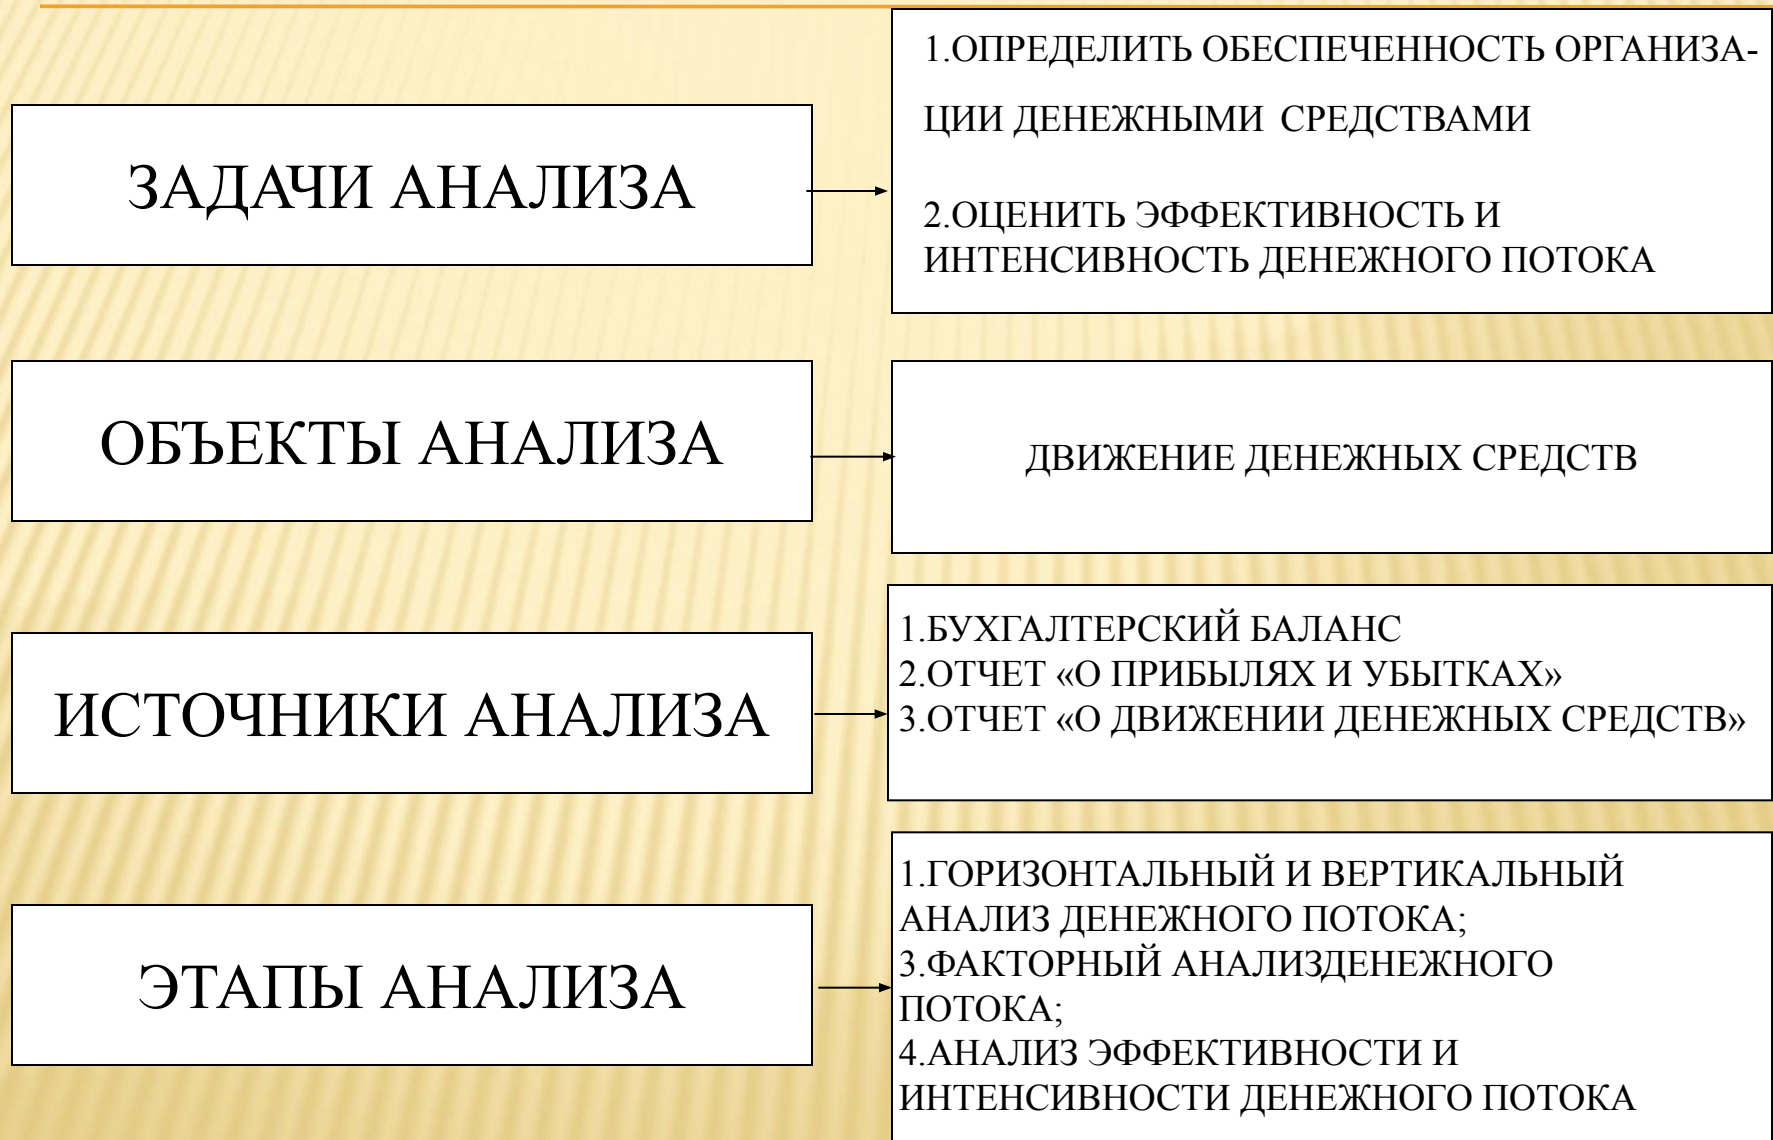 ЗАДАЧИ АНАЛИЗА
1.ОПРЕДЕЛИТЬ ОБЕСПЕЧЕННОСТЬ ОРГАНИЗА-
ЦИИ ДЕНЕЖНЫМИ СРЕДСТВАМИ
2.ОЦЕНИТЬ ЭФФЕКТИВНОСТЬ И
ИНТЕНСИВНОСТЬ ДЕНЕЖНОГО ПОТОКА
ОБЪЕКТЫ АНАЛИЗА
ДВИЖЕНИЕ ДЕНЕЖНЫХ СРЕДСТВ
ИСТОЧНИКИ АНАЛИЗА
1.БУХГАЛТЕРСКИЙ БАЛАНС
2.ОТЧЕТ «О ПРИБЫЛЯХ И УБЫТКАХ»
3.ОТЧЕТ «О ДВИЖЕНИИ ДЕНЕЖНЫХ СРЕДСТВ»
ЭТАПЫ АНАЛИЗА
1.ГОРИЗОНТАЛЬНЫЙ И ВЕРТИКАЛЬНЫЙ
АНАЛИЗ ДЕНЕЖНОГО ПОТОКА;
3.ФАКТОРНЫЙ АНАЛИЗДЕНЕЖНОГО
ПОТОКА;
4.АНАЛИЗ ЭФФЕКТИВНОСТИ И
ИНТЕНСИВНОСТИ ДЕНЕЖНОГО ПОТОКА